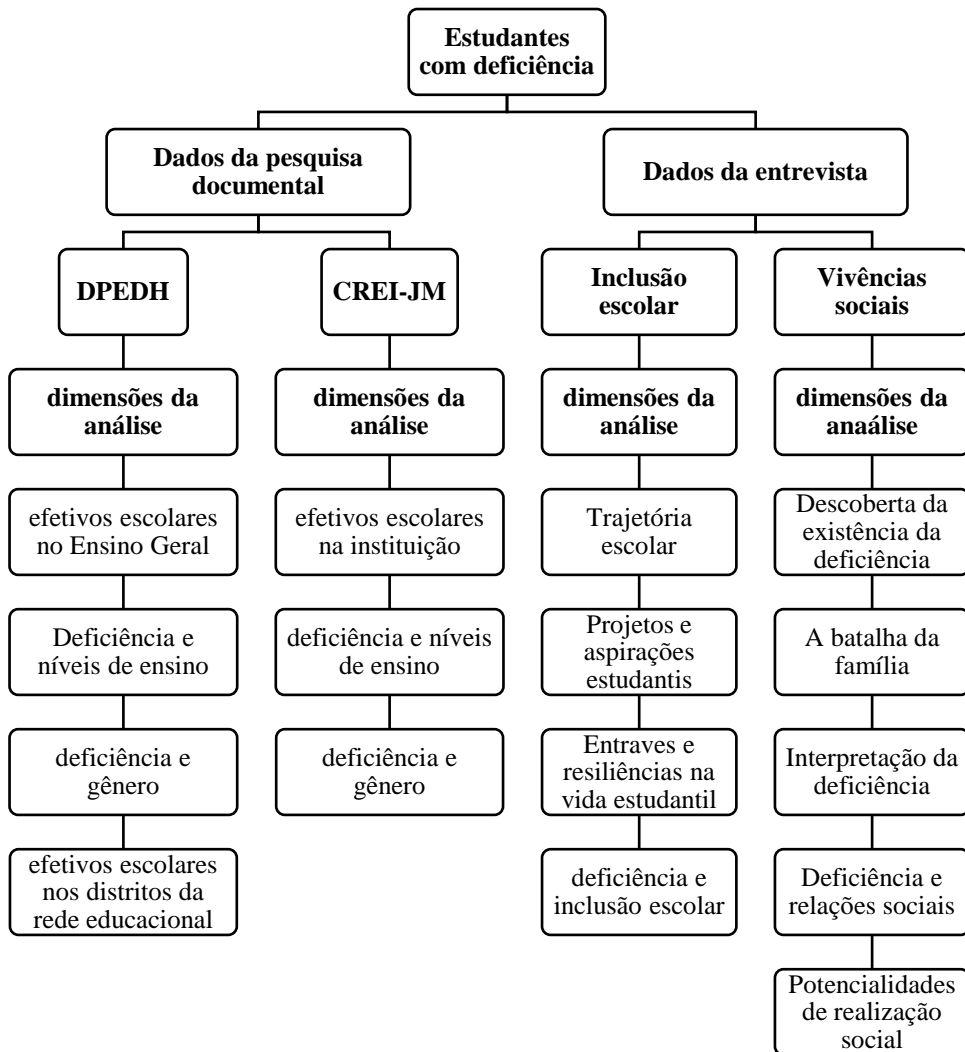 Estudantes
com deficiência
Dados da pesquisa
documental
Dados da entrevista
DPEDH
CREI-JM
Inclusão
escolar
Vivências
sociais
dimensões da
análise
dimensões da
análise
dimensões da
análise
dimensões da
anaálise
efetivos escolares
no Ensino Geral
efetivos escolares
na instituição
Trajetória
escolar
Descoberta da
existência da
deficiência
Deficiência e
níveis de ensino
deficiência e níveis
de ensino
Projetos e
aspirações
estudantis
A batalha da
família
deficiência e
gênero
deficiência e
gênero
Entraves e
resiliências na
vida estudantil
Interpretação da
deficiência
efetivos escolares
nos distritos da
rede educacional
deficiência e
inclusão escolar
Deficiência e
relações sociais
Potencialidades
de realização
social